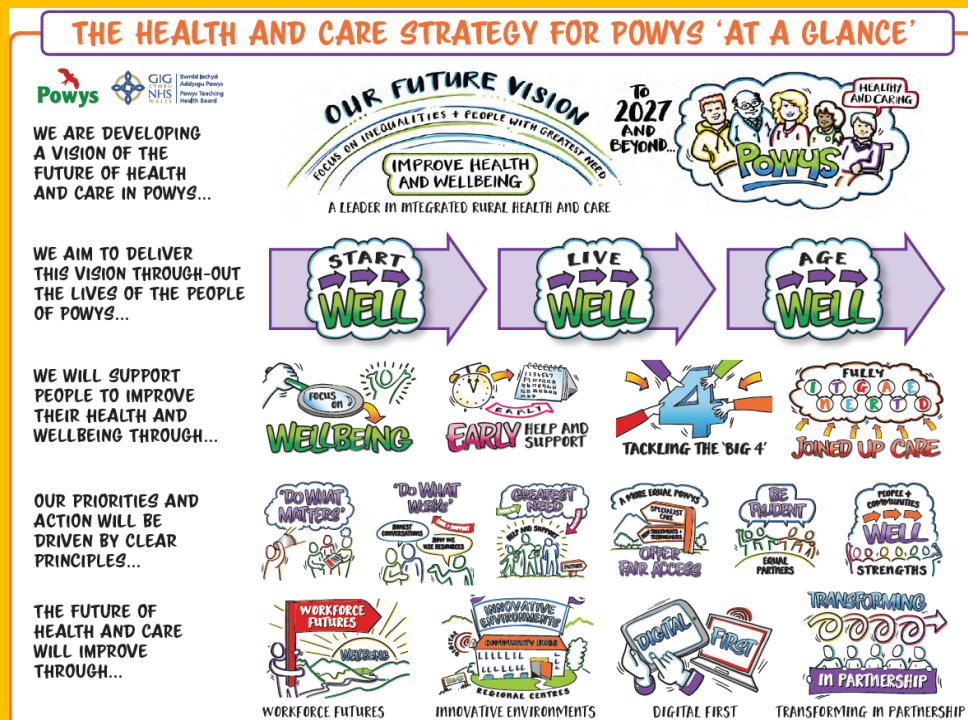 THE HEALTH AND CARE STRATEGY FOR POWYS 'AT A GLANCE'
Powys
GIG
CYMRU
NHS
WALES
Bwrdd Iechyd
Addysgu Powys
Powys Teaching
Health Board
WE ARE DEVELOPING
A VISION OF THE
FUTURE OF HEALTH
AND CARE IN POWYS...
OUR FUTURE VISION
FOCUS ON INEQUALITIES + PEOPLE WITH GREATEST NEED
IMPROVE HEALTH
AND WELLBEING
A LEADER IN INTEGRATED RURAL HEALTH AND CARE
TO
2027
AND
BEYOND...
HEALTHY
AND CARING
POWYS
WE AIM TO DELIVER
THIS VISION THROUGH-OUT
THE LIVES OF THE PEOPLE
OF POWYS...
START
WELL
LIVE
WELL
AGE
WELL
WE WILL SUPPORT
PEOPLE TO IMPROVE
THEIR HEALTH AND
WELLBEING THROUGH...
FOCUS
ON
WELLBEING
EARLY
EARLY HELP AND
SUPPORT
4
TACKLING THE 'BIG 4'
FULLY
I T G A E
N E R T D
JOINED UP CARE
OUR PRIORITIES AND
ACTION WILL BE
DRIVEN BY CLEAR
PRINCIPLES...
'DO WHAT
MATTERS'
'DO WHAT
WORKS'
HONEST
CONVERSATIONS
HOW WE
USE RESOURCES
GREATEST
NEED
HELP AND SUPPORT
FUTURE
A MORE EQUAL POWYS
SPECIALIST
CARE
TREATMENTS +
TECHNOLOGIES
OFFER
FAIR ACCESS
BE
PRUDENT
EQUAL
PARTNERS
PEOPLE +
COMMUNITIES
WELL
STRENGTHS
THE FUTURE OF
HEALTH AND CARE
WILL IMPROVE
THROUGH...
WORKFORCE
FUTURES
WELLBEING
WORKFORCE FUTURES
INNOVATIVE
ENVIRONMENTS
COMMUNITY HUBS
REGIONAL CENTRES
INNOVATIVE ENVIRONMENTS
DIGITAL
FIRST
DIGITAL FIRST
TRANSFORMING
IN PARTNERSHIP
TRANSFORMING IN PARTNERSHIP